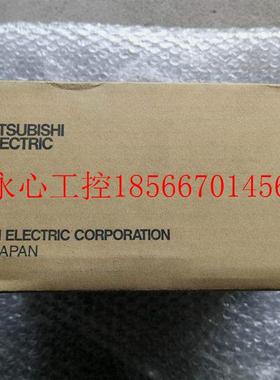 TSUBISHI
ECTRIC
永心工控18566701456
I ELECTRIC CORPORATION
APAN